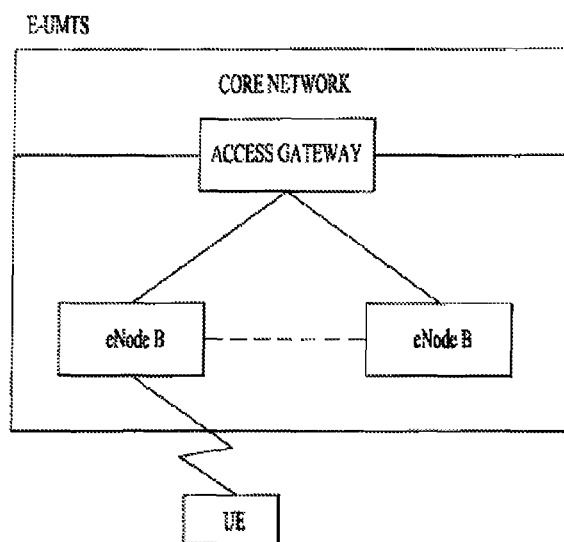 E-UMTS
CORE NETWORK
ACCESS GATEWAY
eNode B
eNode B
UE